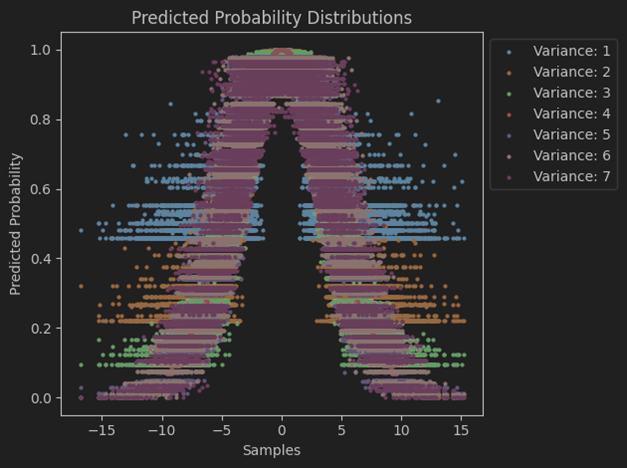 Predicted Probability Distributions
1.0
0.8
0.6
0.4
0.2
0.0
Predicted Probability
−15
−10
−5
0
5
10
15
Samples
Variance: 1
Variance: 2
Variance: 3
Variance: 4
Variance: 5
Variance: 6
Variance: 7